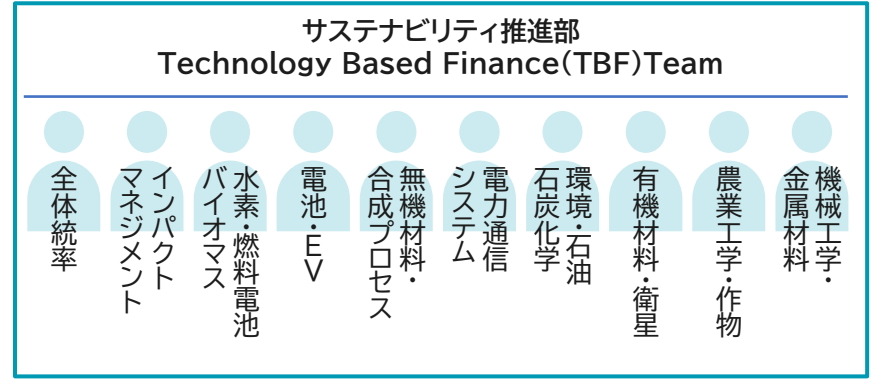 サステナビリティ推進部
Technology Based Finance(TBF)Team
全体統率
インパクト
マネジメント
水素・燃料電池
バイオマス
電池・EV
無機材料・
合成プロセス
電力通信
システム
環境・石油
石炭化学
有機材料・衛星
農業工学・作物
機械工学・
金属材料